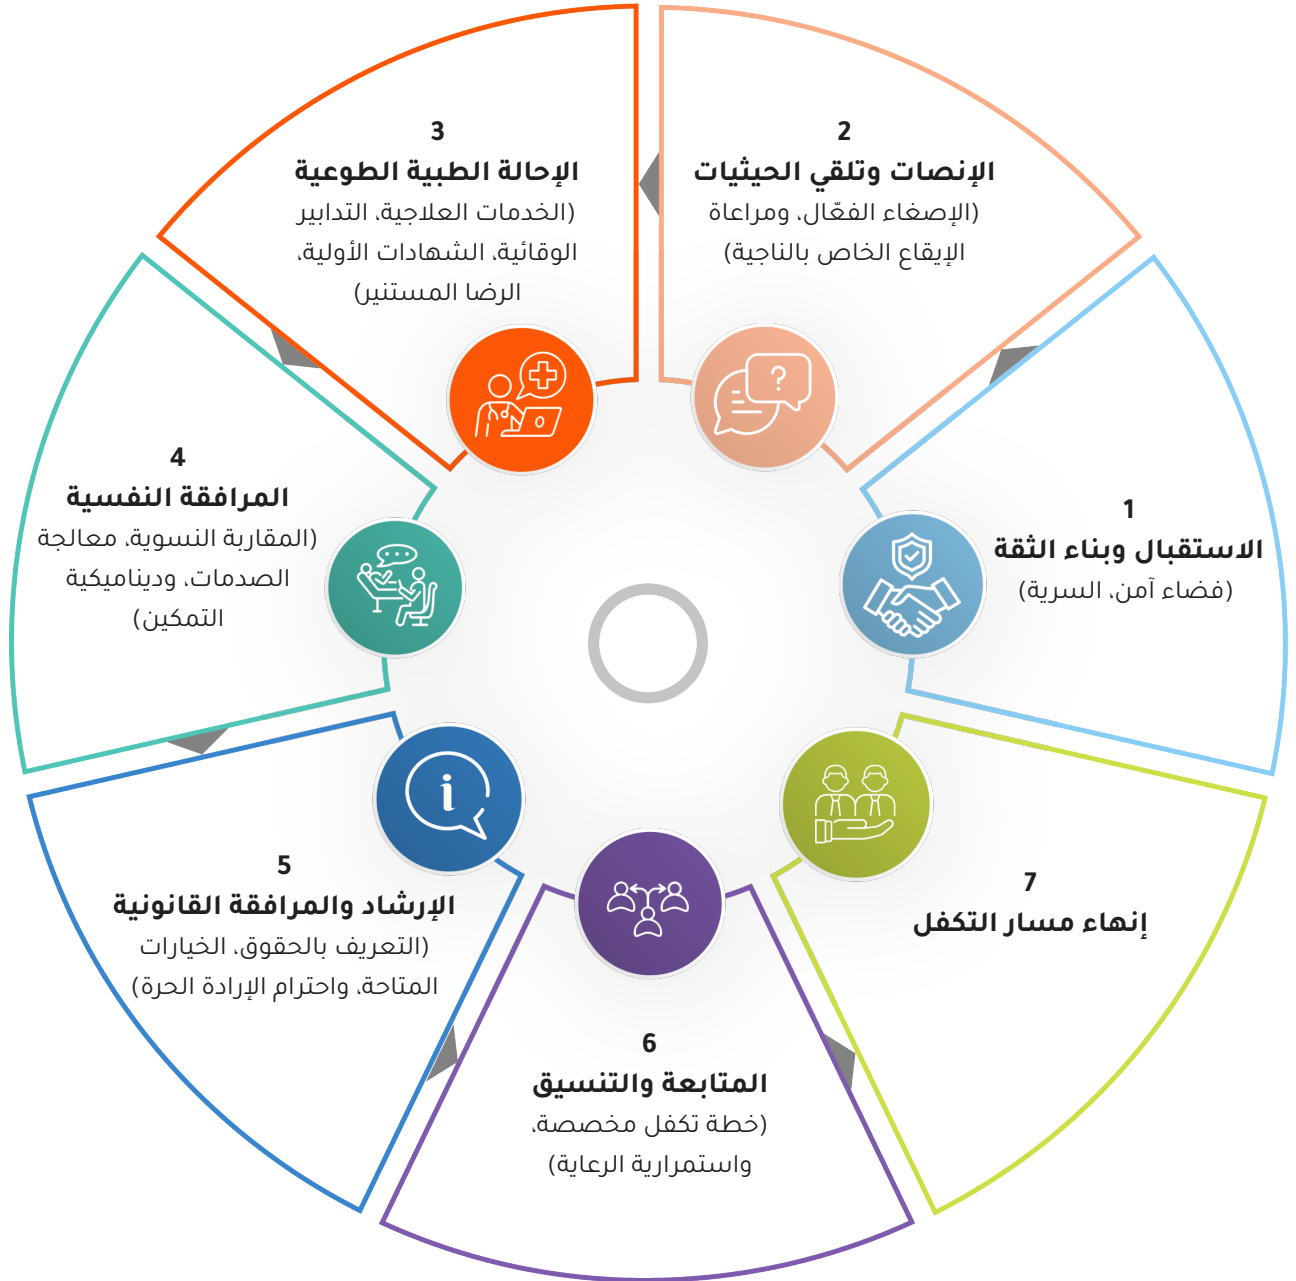 1
الاستقبال وبناء الثقة
(فضاء آمن، السرية)
2
الإنصات وتلقي الحيثيات
(الإصغاء الفعّال، ومراعاة
الإيقاع الخاص بالناجية)
3
الإحالة الطبية الطوعية
(الخدمات العلاجية، التدابير
الوقائية، الشهادات الأولية،
الرضا المستنير)
4
المرافقة النفسية
(المقاربة النسوية، معالجة
الصدمات، وديناميكية
التمكين)
5
الإرشاد والمرافقة القانونية
(التعريف بالحقوق، الخيارات
المتاحة، واحترام الإرادة الحرة)
6
المتابعة والتنسيق
(خطة تكفل مخصصة،
واستمرارية الرعاية)
7
إنهاء مسار التكفل
?
i